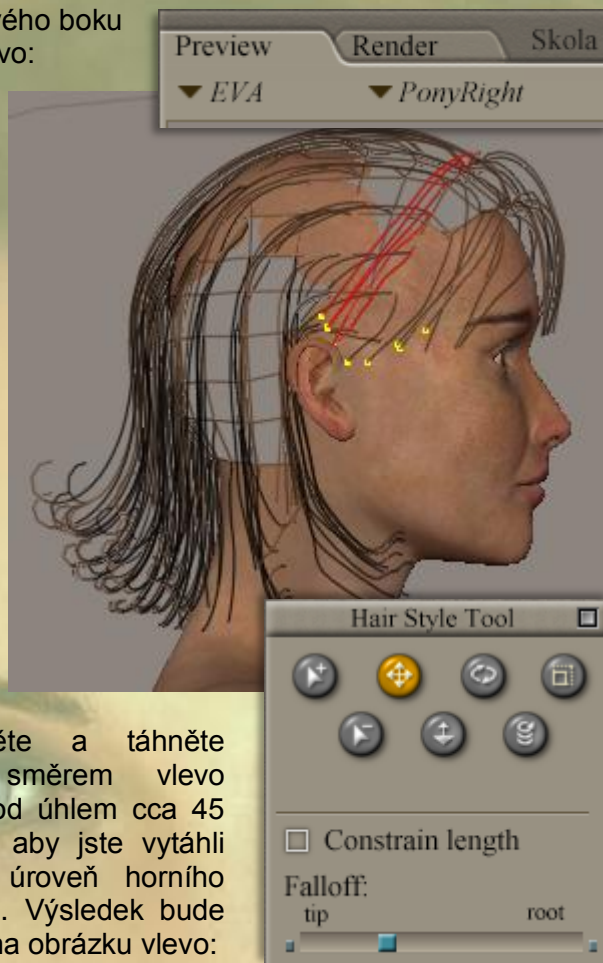 vého boku
vo:
Preview Render Skola
EVA PonyRight
Hair Style Tool
Constrain length
Falloff:
tip root
ěte a táhněte
směrem vlevo
od úhlem cca 45
aby jste vytáhli
úroveň horního
. Výsledek bude
na obrázku vlevo: